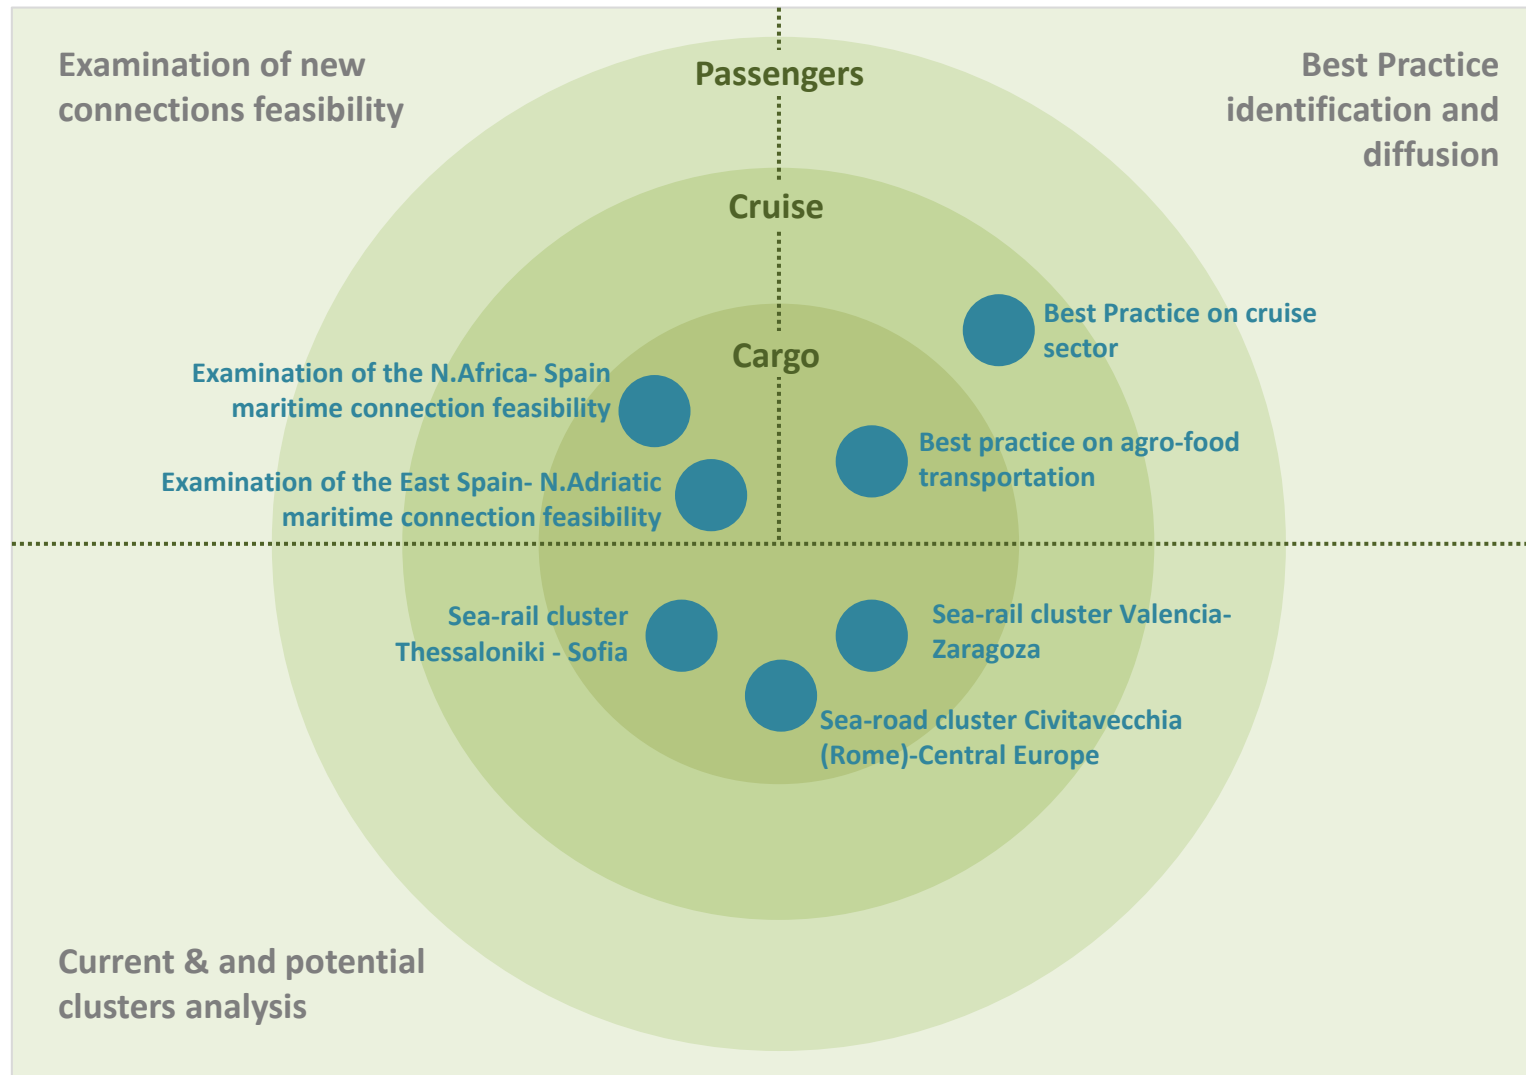 Examination of new
connections feasibility
Passengers
Best Practice
identification and
diffusion
Cruise
Cargo
Best Practice on cruise
sector
Examination of the N.Africa- Spain
maritime connection feasibility
Best practice on agro-food
transportation
Examination of the East Spain- N.Adriatic
maritime connection feasibility
Sea-rail cluster
Thessaloniki - Sofia
Sea-rail cluster Valencia-
Zaragoza
Sea-road cluster Civitavecchia
(Rome)-Central Europe
Current & and potential
clusters analysis